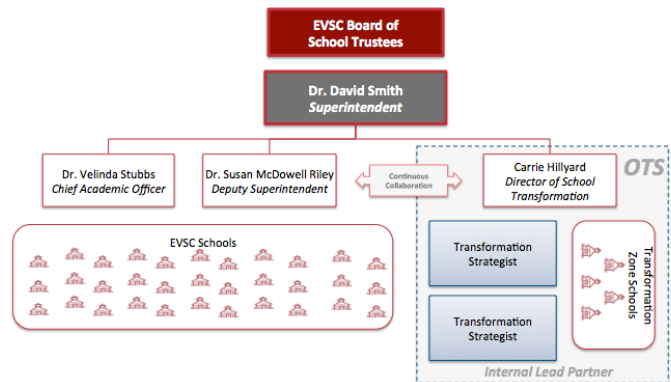 EVSC Board of
School Trustees
Dr. David Smith
Superintendent
OTS
Dr. Velinda Stubbs
Chief Academic Officer
Dr. Susan McDowell Riley
Deputy Superintendent
Continuous
Collaboration
Carrie Hillyard
Director of School
Transformation
EVSC Schools
Transformation
Strategist
Transformation
Zone Schools
Transformation
Strategist
Internal Lead Partner